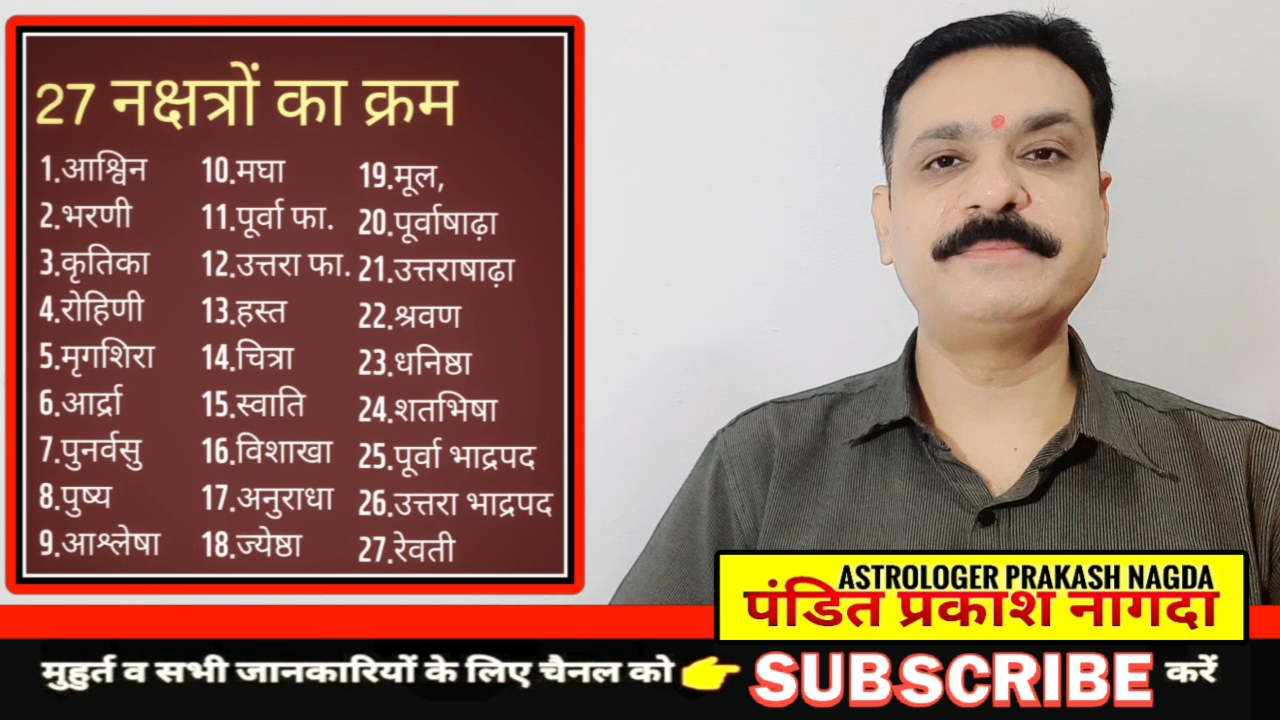 27 नक्षत्रों का क्रम
1.आश्विन
2.भरणी
3.कृतिका
4.रोहिणी
5.मृगशिरा
6.आर्द्रा
7.पुनर्वसु
8.पुष्य
9.आश्लेषा
10.मघा
11.पूर्वा फा.
12.उत्तरा फा.
13.हस्त
14.चित्रा
15.स्वाति
16.विशाखा
17.अनुराधा
18.ज्येष्ठा
19.मूल,
20.पूर्वाषाढ़ा
21.उत्तराषाढ़ा
22.श्रवण
23.धनिष्ठा
24.शतभिषा
25.पूर्वा भाद्रपद
26.उत्तरा भाद्रपद
27.रेवती
ASTROLOGER PRAKASH NAGDA
पंडित प्रकाश नागदा
मुहुर्त व सभी जानकारियों के लिए चैनल को 👉 SUBSCRIBE करें